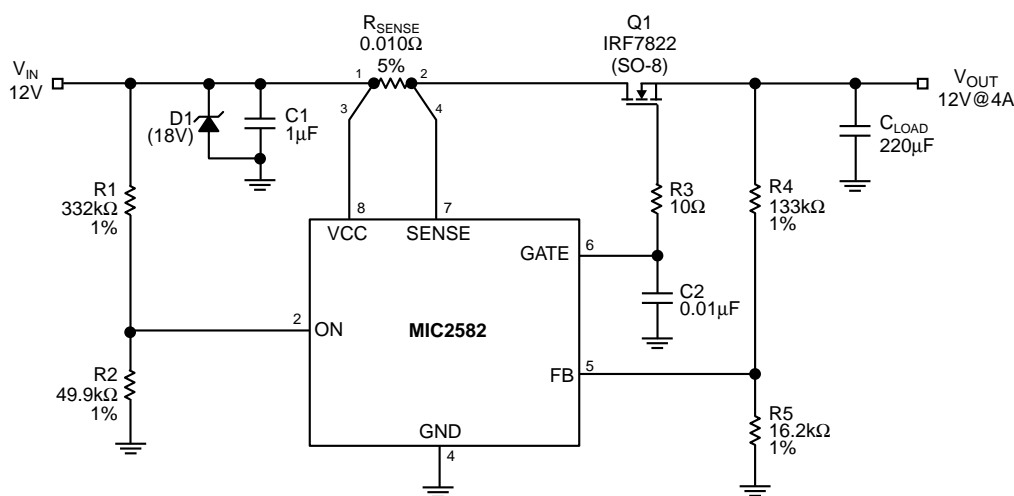 RSENSE
0.010Ω
5%
Q1
IRF7822
(SO-8)
VIN
12V
1
2
3
4
VOUT
12V@4A
D1
(18V)
C1
1µF
CLOAD
220µF
R1
332kΩ
1%
R3
10Ω
R4
133kΩ
1%
8
7
VCC
SENSE
GATE
6
C2
0.01µF
2
ON
MIC2582
R2
49.9kΩ
1%
FB
5
R5
16.2kΩ
1%
GND
4